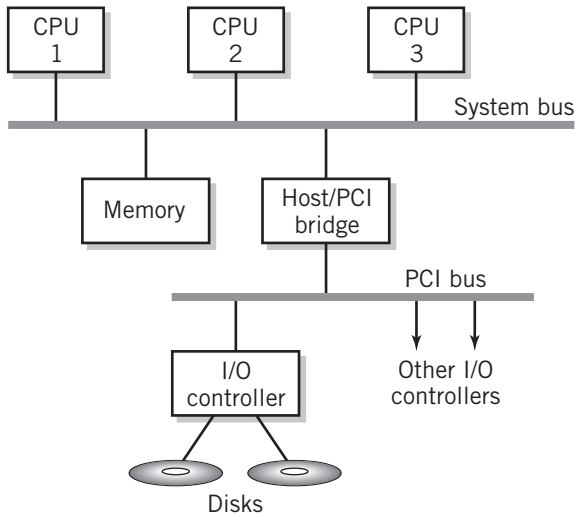 CPU
1
CPU
2
CPU
3
System bus
Memory
Host/PCI
bridge
PCI bus
I/O
controller
Other I/O
controllers
Disks